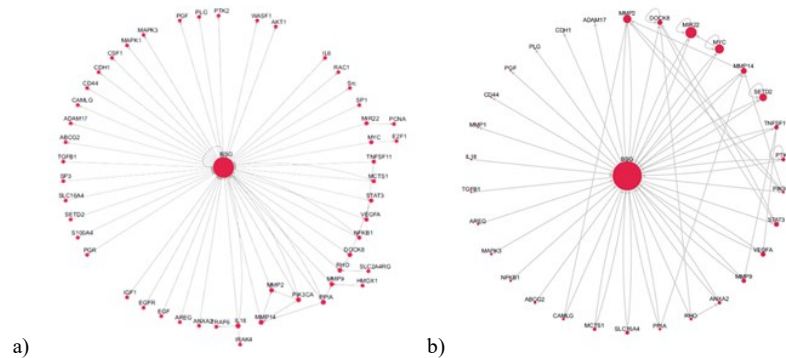 PTK2
PLG
PGF
WASF1
AKT1
MAPK3
MAPK1
CSF1
CDH1
CD44
CAMLG
ADAM17
ABCG2
TGFB1
SP3
SLC16A4
SETD2
S100A4
PGR
IL6
RAC1
SP1
MIR22
PCNA
MYC
E2F1
TNFSF11
MCTS1
STAT3
VEGFA
NFKB1
DOCK8
RHO
SLC2A4RG
MMP9
HMOX1
BSG
MMP2
PIK3CA
PPIA
MMP14
IGF1
EGFR
EGF
AREG
ANXA2
TRAF6
IL18
IRAK4
a)
MMP2
DOCK8
MIR22
MYC
MMP14
SETD2
TNFSF1
STAT3
VEGFA
MMP9
ANXA2
RHO
PPIA
SLC16A4
MCTS1
CAMLG
ABCG2
NFKB1
MAPK3
AREG
TGFB1
IL18
MMP1
CD44
PGF
PLG
CDH1
ADAM17
BSG
b)